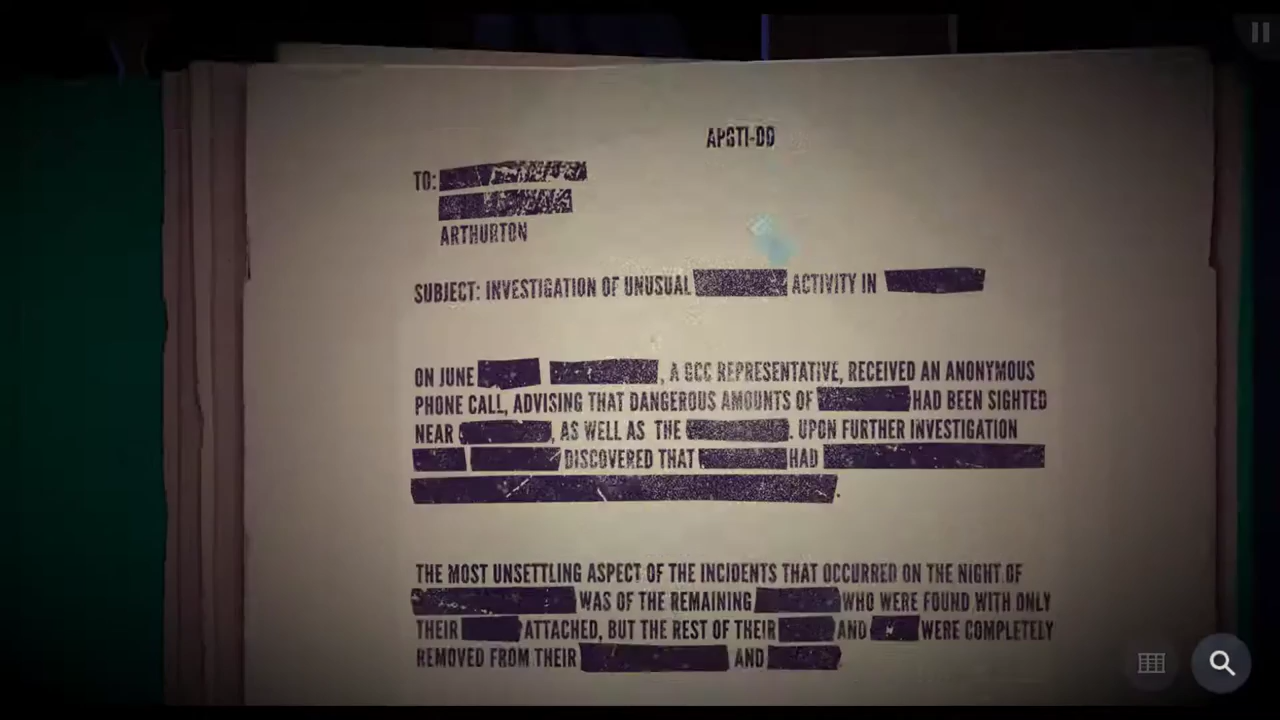 APGTI-DD
TO:
ARTHURTON
SUBJECT: INVESTIGATION OF UNUSUAL ACTIVITY IN
ON JUNE , A GCC REPRESENTATIVE, RECEIVED AN ANONYMOUS
PHONE CALL, ADVISING THAT DANGEROUS AMOUNTS OF HAD BEEN SIGHTED
NEAR , AS WELL AS THE . UPON FURTHER INVESTIGATION
DISCOVERED THAT HAD
.
THE MOST UNSETTLING ASPECT OF THE INCIDENTS THAT OCCURRED ON THE NIGHT OF
WAS OF THE REMAINING WHO WERE FOUND WITH ONLY
THEIR ATTACHED, BUT THE REST OF THEIR AND WERE COMPLETELY
REMOVED FROM THEIR AND